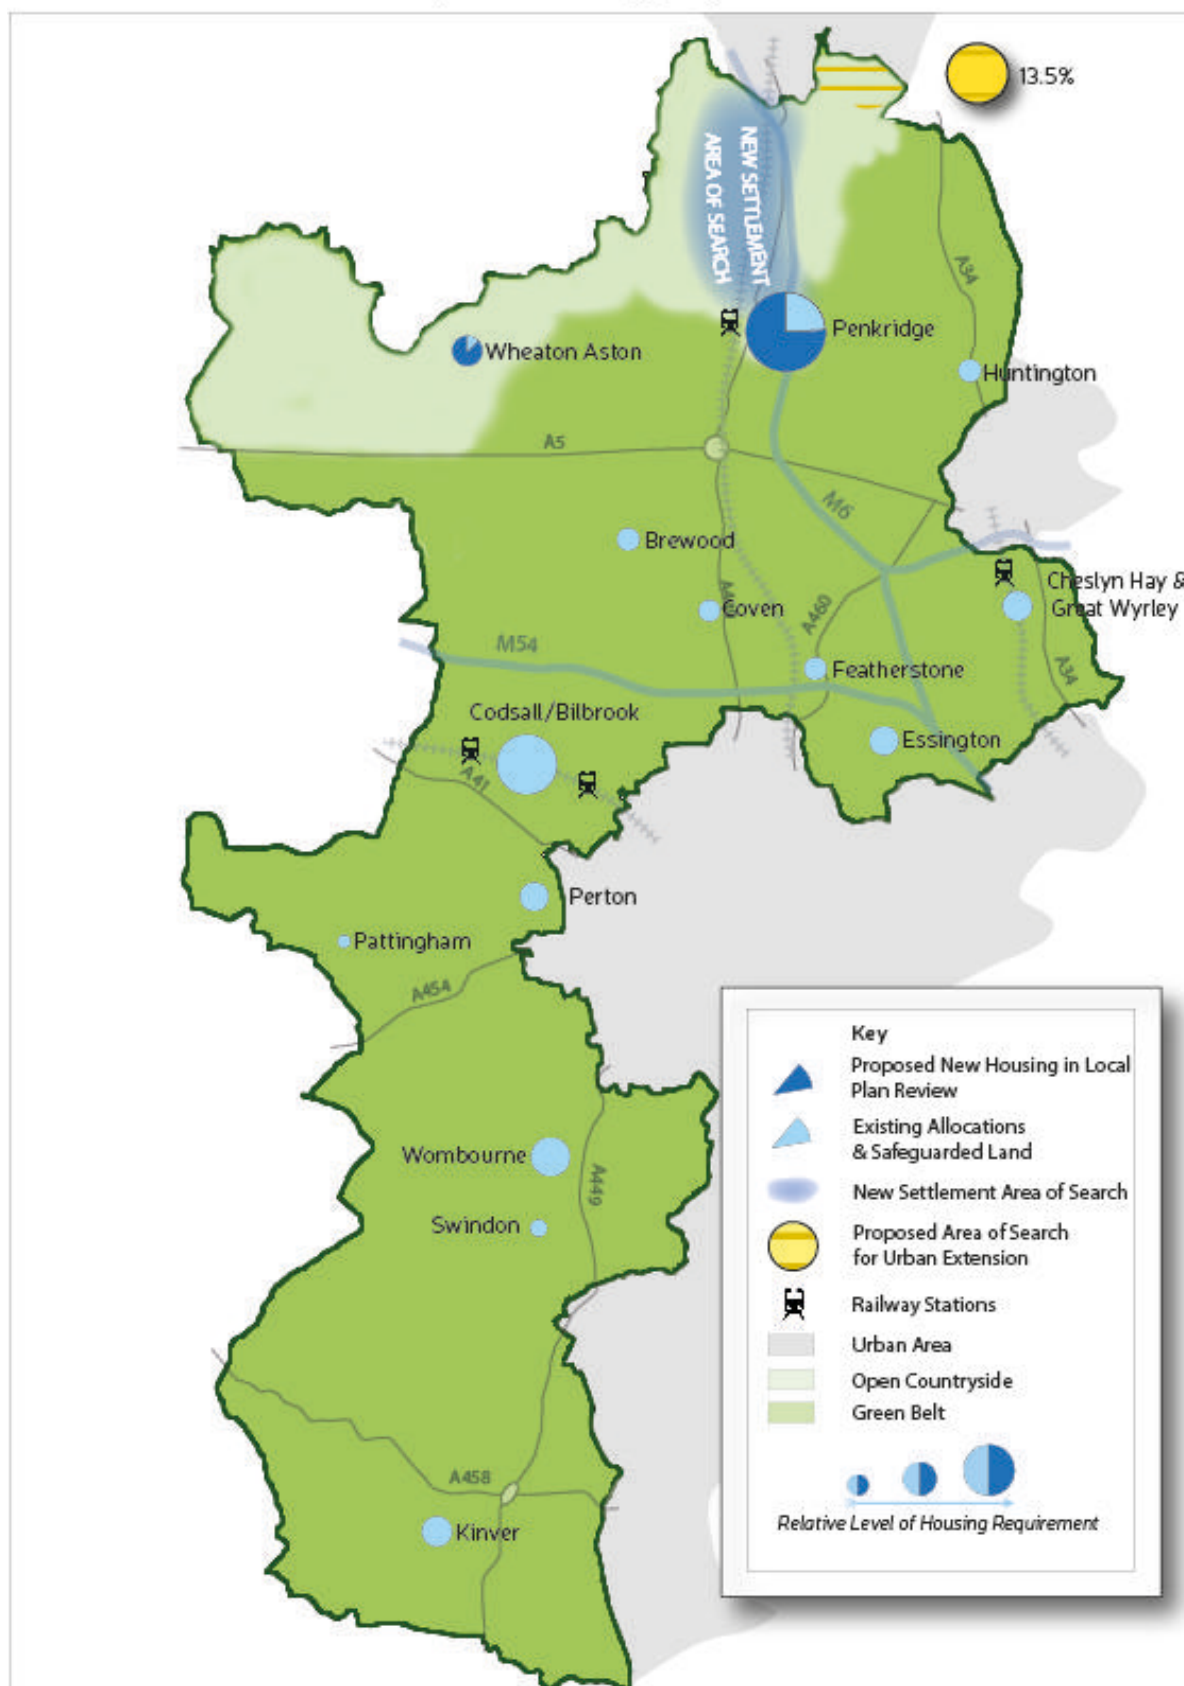 13.5%
NEW SETTLEMENT
AREA OF SEARCH
A34
Penkridge
Wheaton Aston
Huntington
A5
M6
Brewood
Cheslyn Hay &
Great Wyrley
Coven
A460
M54
Featherstone
A34
Codsall/Bilbrook
Essington
A41
Perton
Pattingham
A454
Wombourne
A449
Swindon
A458
Kinver
Key
Proposed New Housing in Local
Plan Review
Existing Allocations
& Safeguarded Land
New Settlement Area of Search
Proposed Area of Search
for Urban Extension
Railway Stations
Urban Area
Open Countryside
Green Belt
Relative Level of Housing Requirement